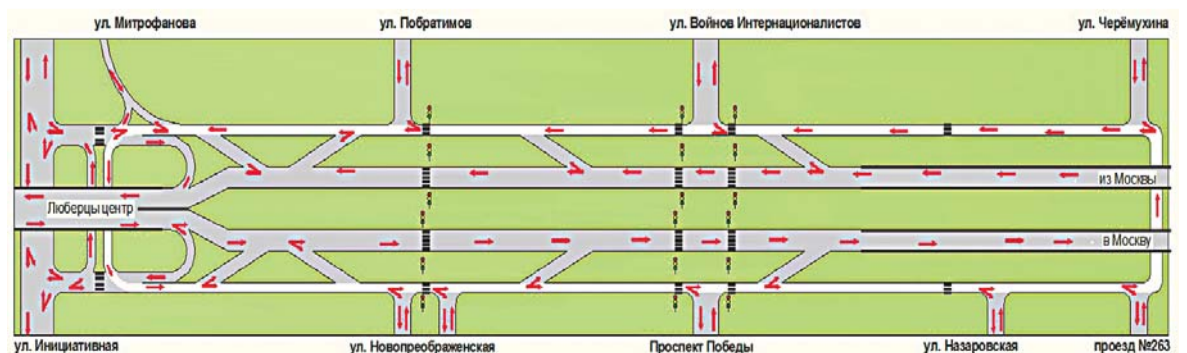 ул. Митрофанова
ул. Побратимов
ул. Войнов Интернационалистов
ул. Черёмухина
из Москвы
Люберцы центр
в Москву
ул. Инициативная
ул. Новопреображенская
Проспект Победы
ул. Назаровская
проезд №263